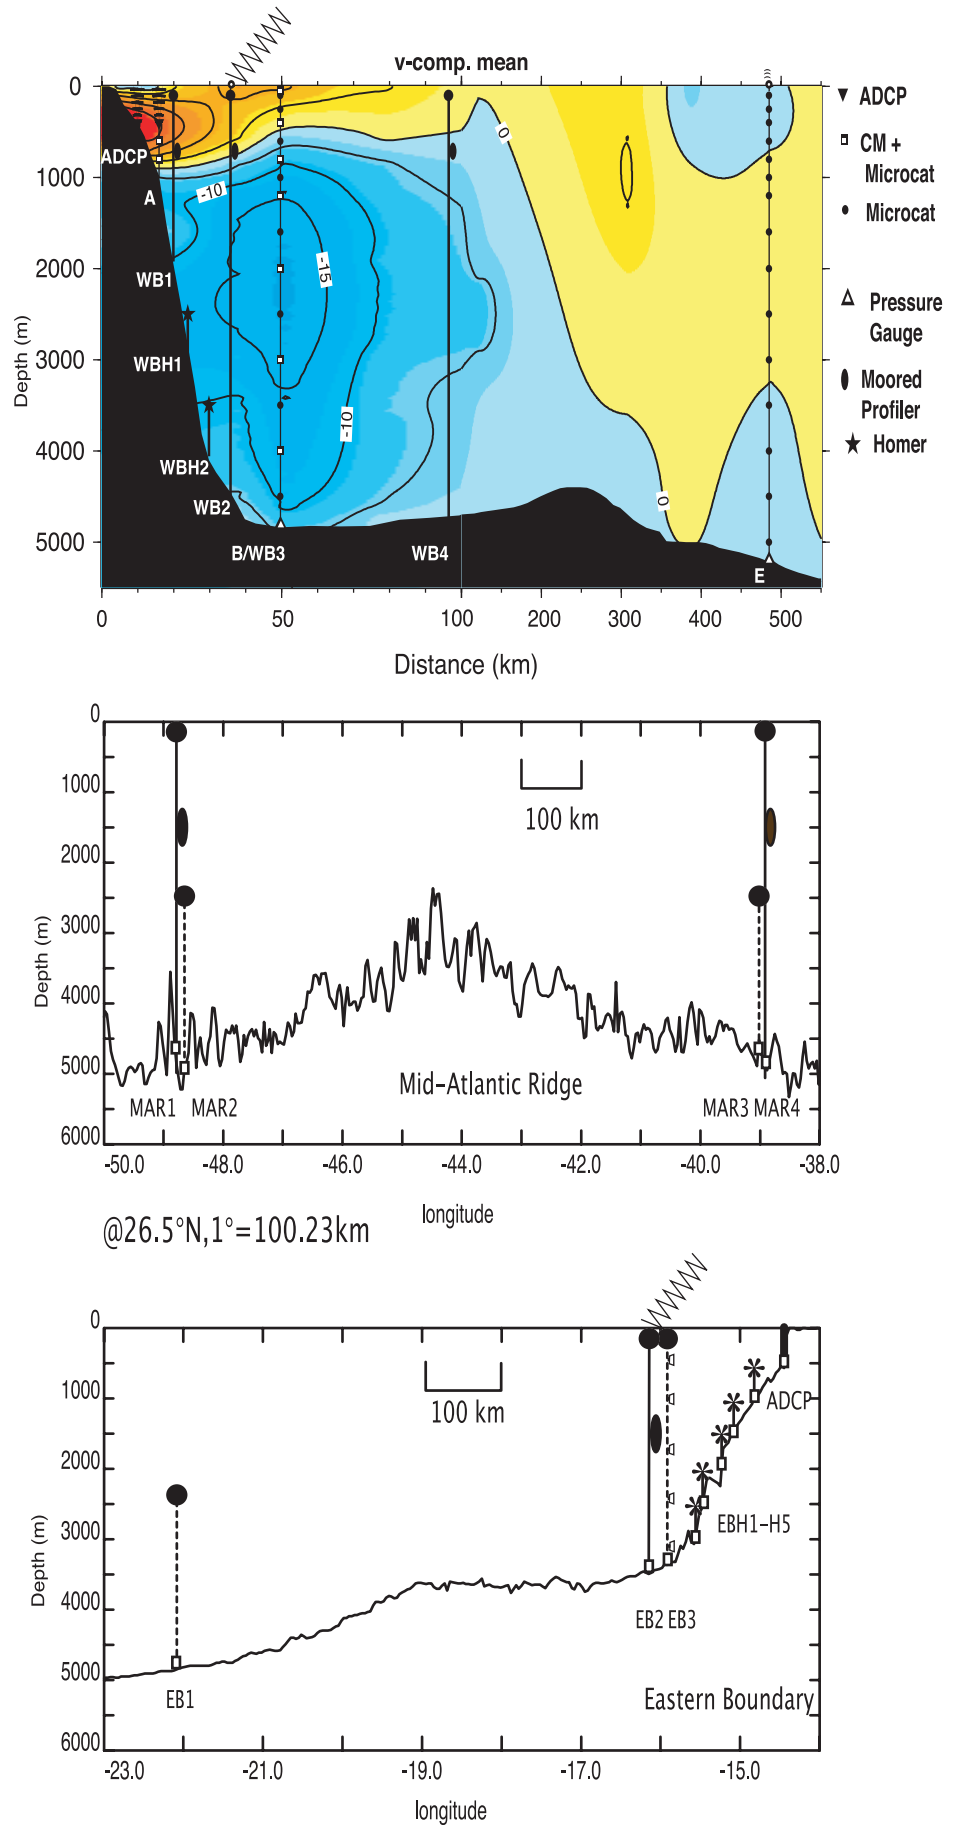 v-comp. mean
0
1000
2000
3000
4000
5000
Depth (m)
ADCP
A
WB1
WBH1
WBH2
WB2
B/WB3
WB4
E
-10
-15
-10
0
0
0 50 100 200 300 400 500
Distance (km)
ADCP
CM +
Microcat
Microcat
Pressure
Gauge
Moored
Profiler
Homer
0
1000
2000
3000
4000
5000
6000
Depth (m)
100 km
Mid-Atlantic Ridge
MAR1 MAR2
MAR3 MAR4
-50.0 -48.0 -46.0 -44.0 -42.0 -40.0 -38.0
longitude
@26.5°N,1°=100.23km
0
1000
2000
3000
4000
5000
6000
Depth (m)
100 km
ADCP
EBH1-H5
EB2 EB3
EB1
Eastern Boundary
-23.0 -21.0 -19.0 -17.0 -15.0
longitude